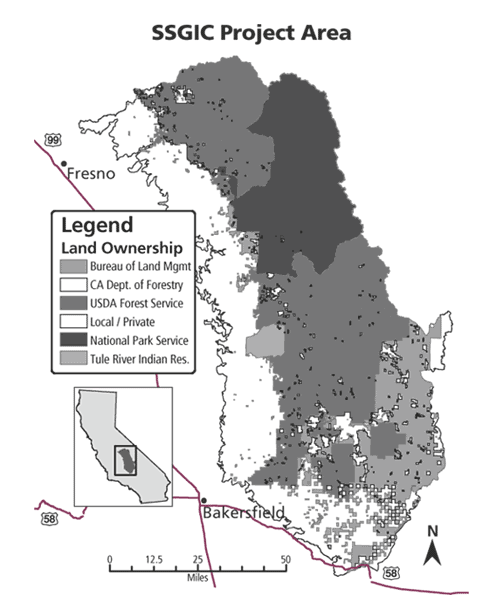 SSGIC Project Area
99
Fresno
Legend
Land Ownership
Bureau of Land Mgmt
CA Dept. of Forestry
USDA Forest Service
Local / Private
National Park Service
Tule River Indian Res.
58
Bakersfield
N
0 12.5 25 50
Miles
58